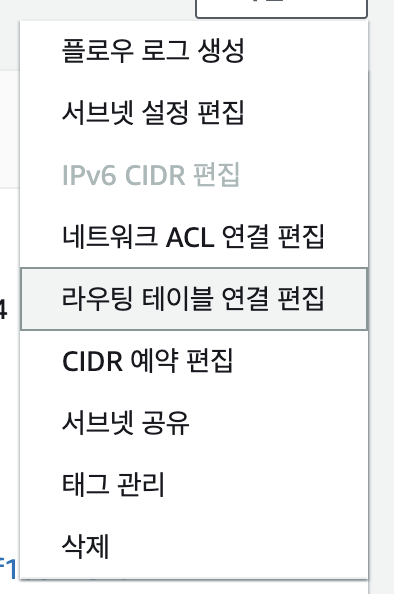 플로우 로그 생성
서브넷 설정 편집
IPv6 CIDR 편집
네트워크 ACL 연결 편집
4
라우팅 테이블 연결 편집
CIDR 예약 편집
서브넷 공유
태그 관리
삭제
f1